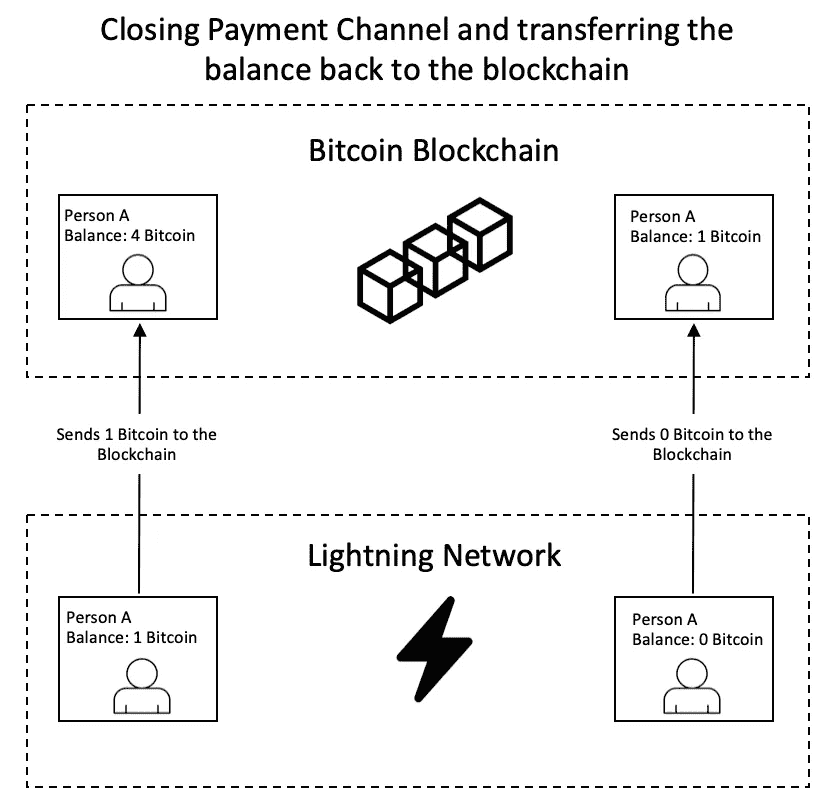 Closing Payment Channel and transferring the
balance back to the blockchain
Bitcoin Blockchain
Person A
Balance: 4 Bitcoin
Person A
Balance: 1 Bitcoin
Sends 1 Bitcoin to the
Blockchain
Sends 0 Bitcoin to the
Blockchain
Lightning Network
Person A
Balance: 1 Bitcoin
Person A
Balance: 0 Bitcoin